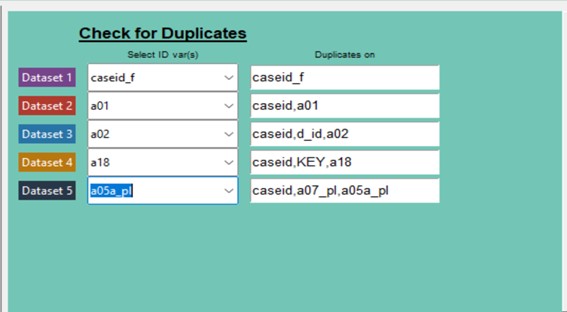 Check for Duplicates
Select ID var(s) Duplicates on
Dataset 1 caseid_f caseid_f
Dataset 2 a01 caseid,a01
Dataset 3 a02 caseid,d_id,a02
Dataset 4 a18 caseid,KEY,a18
Dataset 5 a05a_pl caseid,a07_pl,a05a_pl